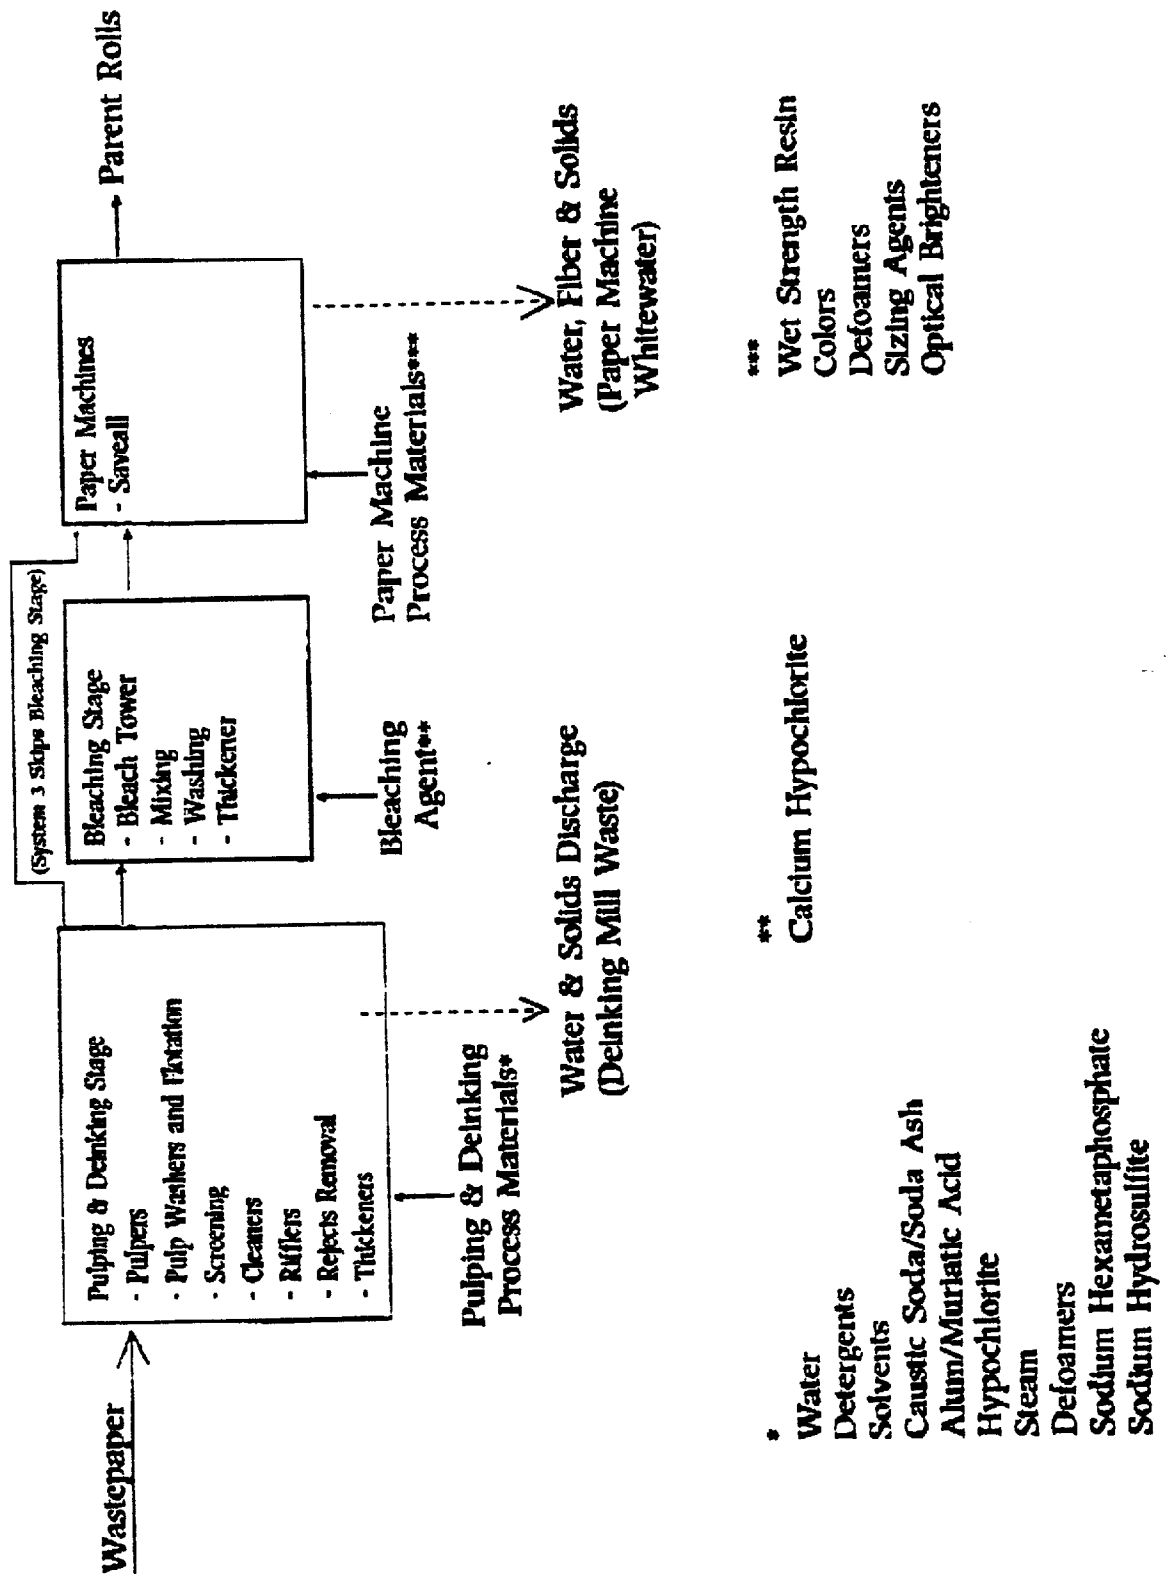 (System 3 Skips Bleaching Stage)
Wastepaper
Pulping & Deinking Stage
- Pulpers
- Pulp Washers and Flotation
- Screening
- Cleaners
- Rifflers
- Rejects Removal
- Thickeners
Bleaching Stage
- Bleach Tower
- Mixing
- Washing
- Thickener
Paper Machines
- Saveall
Parent Rolls
Pulping & Deinking
Process Materials*
Bleaching
Agent**
Paper Machine
Process Materials***
Water & Solids Discharge
(Deinking Mill Waste)
Water, Fiber & Solids
(Paper Machine
Whitewater)
*
Water
Detergents
Solvents
Caustic Soda/Soda Ash
Alum/Muriatic Acid
Hypochlorite
Steam
Defoamers
Sodium Hexametaphosphate
Sodium Hydrosulfite
**
Calcium Hypochlorite
***
Wet Strength Resin
Colors
Defoamers
Sizing Agents
Optical Brighteners